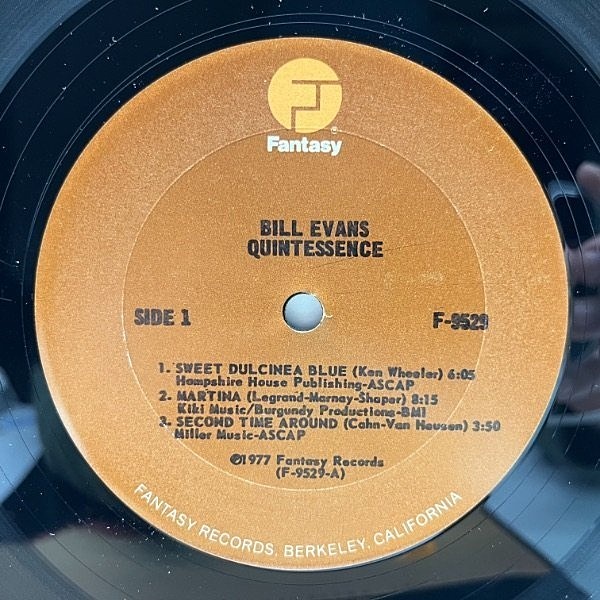 Fantasy
BILL EVANS
QUINTESSENCE
SIDE 1
F-9529
1. SWEET DULCINEA BLUE (Ken Wheeler) 6:05
Hampshire House Publishing-ASCAP
2. MARTINA (Legrand-Marnay-Shaper) 8:15
Kiki Music/Burgundy Productions-BMI
3. SECOND TIME AROUND (Cahn-Van Heusen) 3:50
Miller Music-ASCAP
℗1977 Fantasy Records
(F-9529-A)
FANTASY RECORDS, BERKELEY, CALIFORNIA